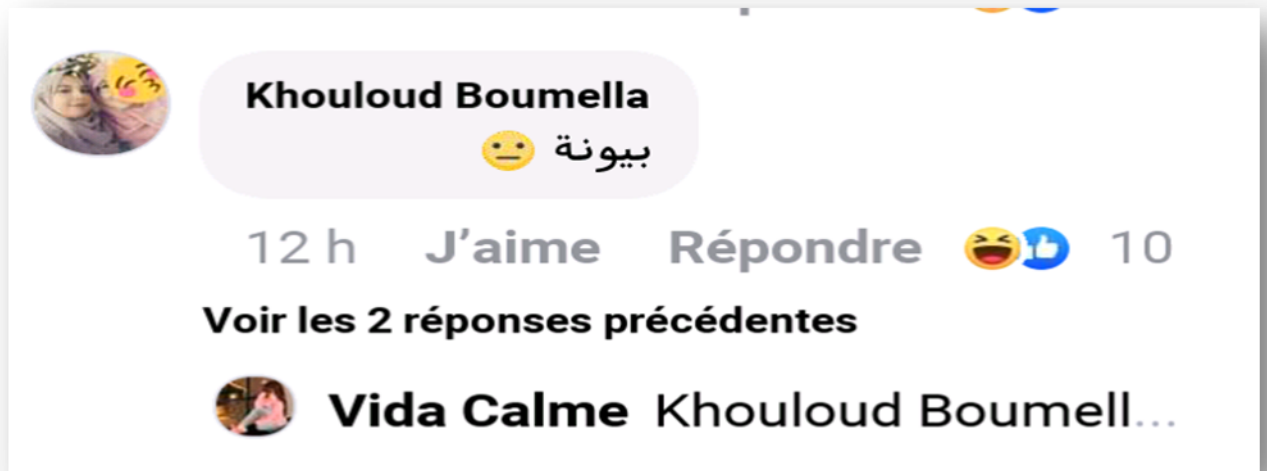 Khouloud Boumella
بيونة 😐
12 h J’aime Répondre 10
Voir les 2 réponses précédentes
Vida Calme Khouloud Boumell...